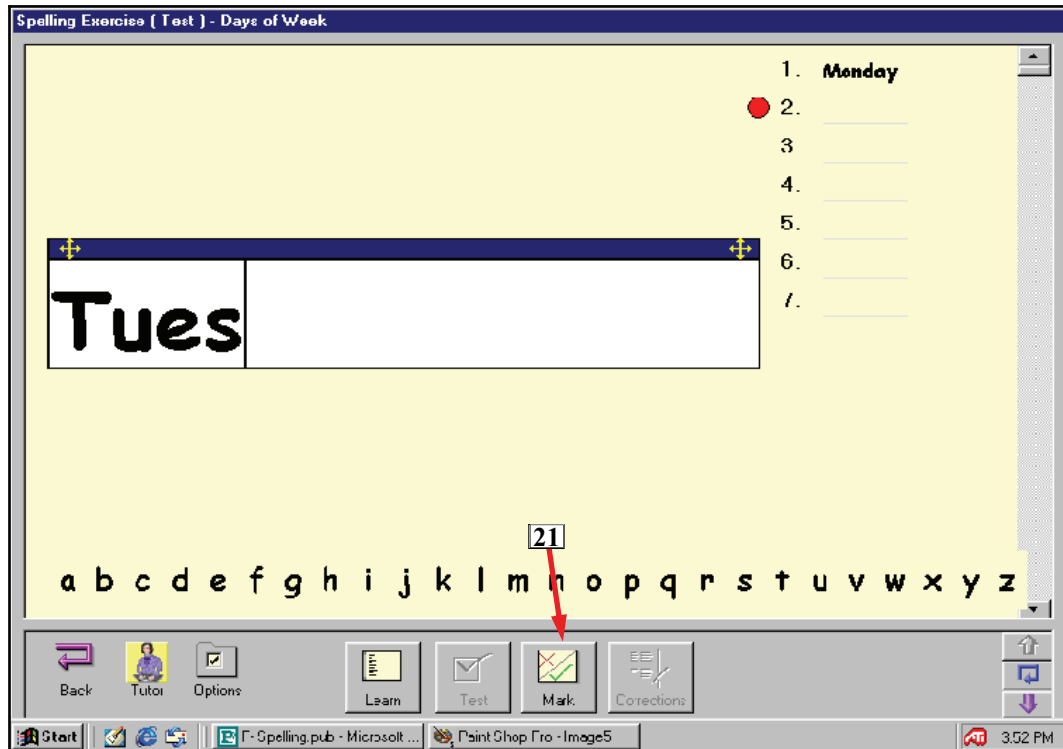 Spelling Exercise ( Test ) - Days of Week
1. Monday
2.
3
4.
5.
6.
7.
Tues
21
a b c d e f g h i j k l m n o p q r s t u v w x y z
Back
Tutor
Options
Learn
Test
Mark
Corrections
Start
F-Spelling.pub - Microsoft ...
Paint Shop Pro - Image5
ATI
3:52 PM